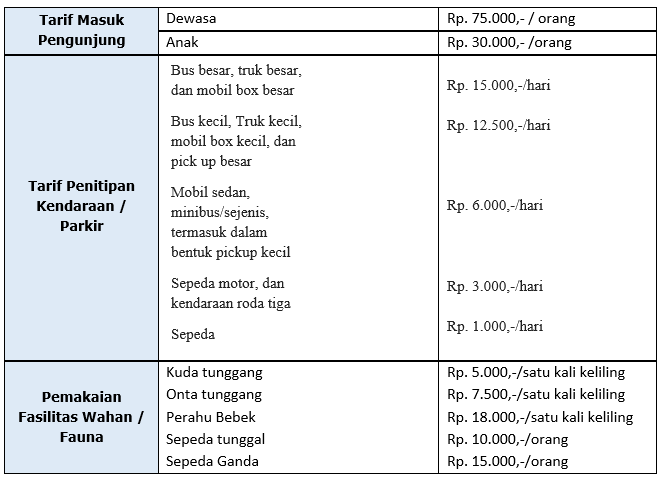 Tarif Masuk
Pengunjung
Dewasa
Rp. 75.000,- / orang
Anak
Rp. 30.000,- /orang
Tarif Penitipan
Kendaraan /
Parkir
Bus besar, truk besar,
dan mobil box besar
Rp. 15.000,-/hari
Bus kecil, Truk kecil,
mobil box kecil, dan
pick up besar
Rp. 12.500,-/hari
Mobil sedan,
minibus/sejenis,
termasuk dalam
bentuk pickup kecil
Rp. 6.000,-/hari
Sepeda motor, dan
kendaraan roda tiga
Rp. 3.000,-/hari
Sepeda
Rp. 1.000,-/hari
Pemakaian
Fasilitas Wahan /
Fauna
Kuda tunggang
Rp. 5.000,-/satu kali keliling
Onta tunggang
Rp. 7.500,-/satu kali keliling
Perahu Bebek
Rp. 18.000,-/satu kali keliling
Sepeda tunggal
Rp. 10.000,-/orang
Sepeda Ganda
Rp. 15.000,-/orang